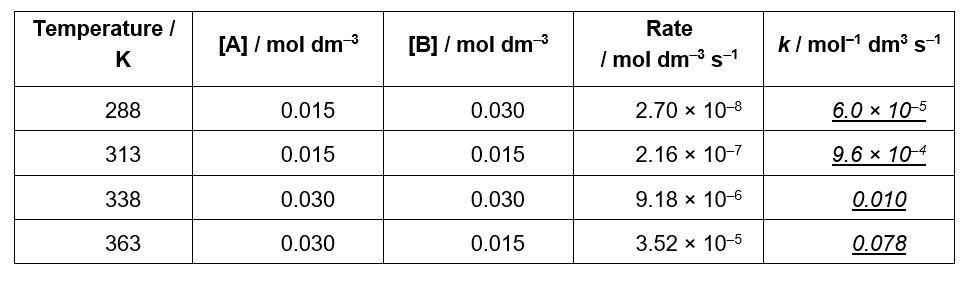 Temperature / K [A] / mol dm⁻³ [B] / mol dm⁻³ Rate / mol dm⁻³ s⁻¹ k / mol⁻¹ dm³ s⁻¹
288 0.015 0.030 2.70 × 10⁻⁸ 6.0 × 10⁻⁵
313 0.015 0.015 2.16 × 10⁻⁷ 9.6 × 10⁻⁴
338 0.030 0.030 9.18 × 10⁻⁶ 0.010
363 0.030 0.015 3.52 × 10⁻⁵ 0.078